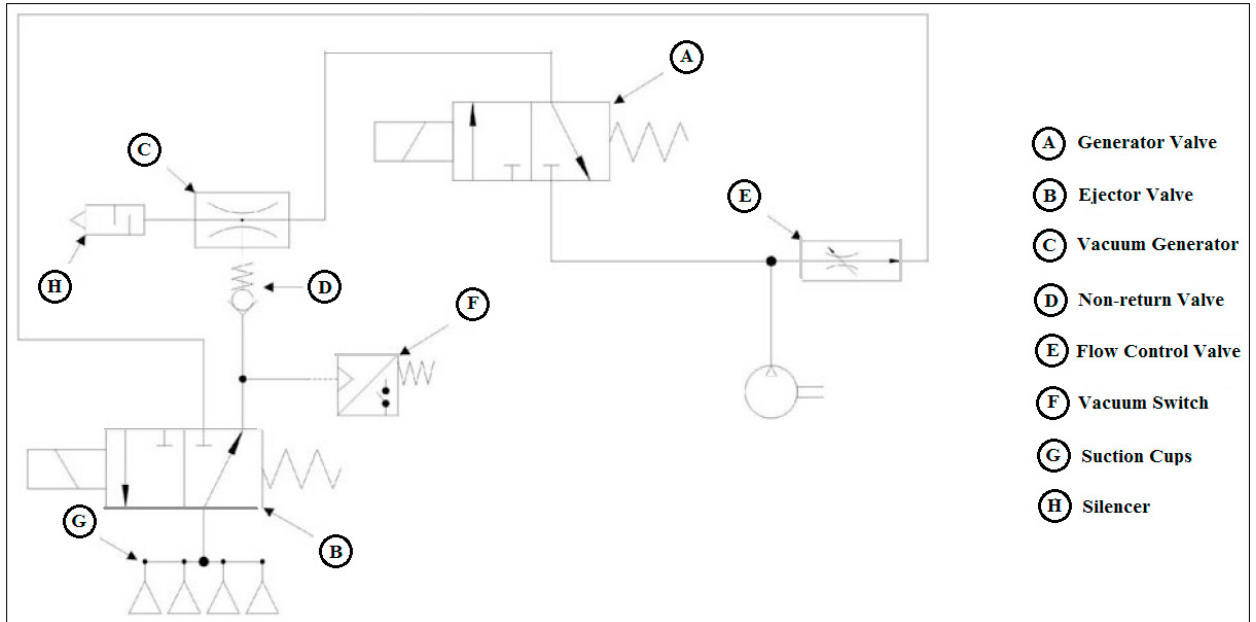 A
C
E
H
D
F
G
B
A Generator Valve
B Ejector Valve
C Vacuum Generator
D Non-return Valve
E Flow Control Valve
F Vacuum Switch
G Suction Cups
H Silencer